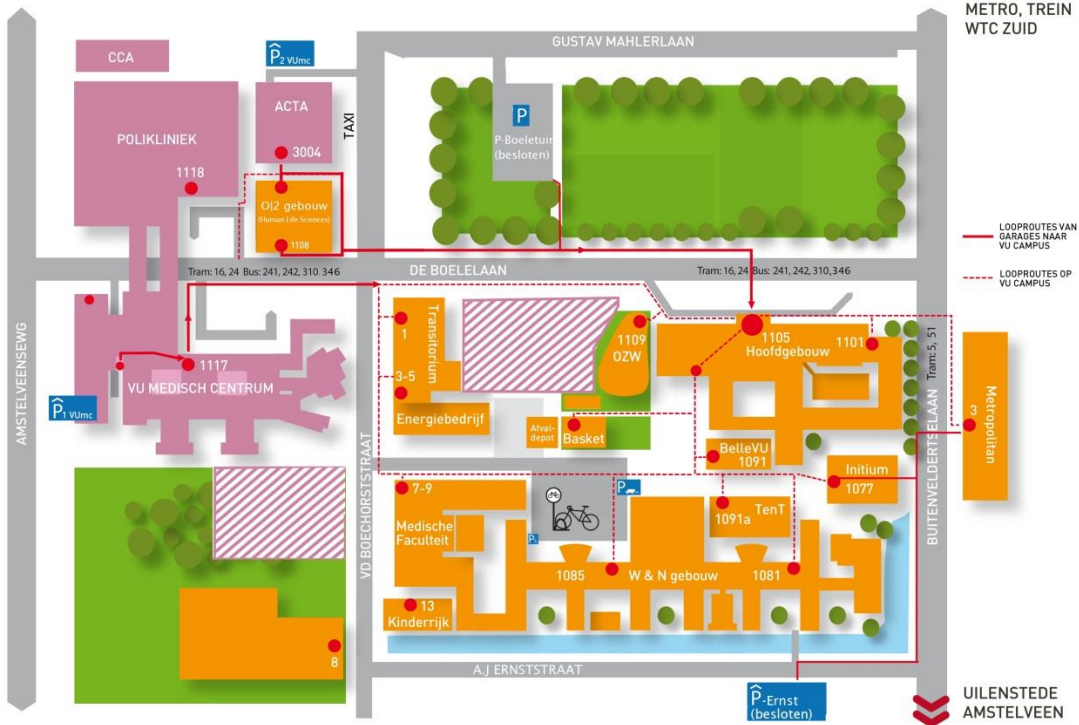 METRO, TREIN
WTC ZUID
GUSTAV MAHLERLAAN
CCA
P2 VUmc
ACTA
TAXI
POLIKLINIEK
3004
1118
P
P-Boeletuin
(besloten)
O|2 gebouw
(Human Life Sciences)
1108
LOOPROUTES VAN
GARAGES NAAR
VU CAMPUS
LOOPROUTES OP
VU CAMPUS
Tram: 16, 24 Bus: 241, 242, 310. 346
DE BOELELAAN
Tram: 16, 24 Bus: 241, 242, 310, 346
Transitorium
1
3-5
1109
OZW
1105
Hoofdgebouw
1101
Tram: 5, 51
1117
VU MEDISCH CENTRUM
P1 VUmc
AMSTELVEENSEWG
Energiebedrijf
Afval-
depot
Basket
BelleVU
1091
3
Metropolitan
Initium
1077
VD BOECHORSTSTRAAT
BUITENVELDERTSELAAN
7-9
P
TenT
1091a
Medische
Faculteit
P
1085
W & N gebouw
1081
13
Kinderrijk
8
A.J ERNSTSTRAAT
P-Ernst
(besloten)
UILENSTEDE
AMSTELVEEN